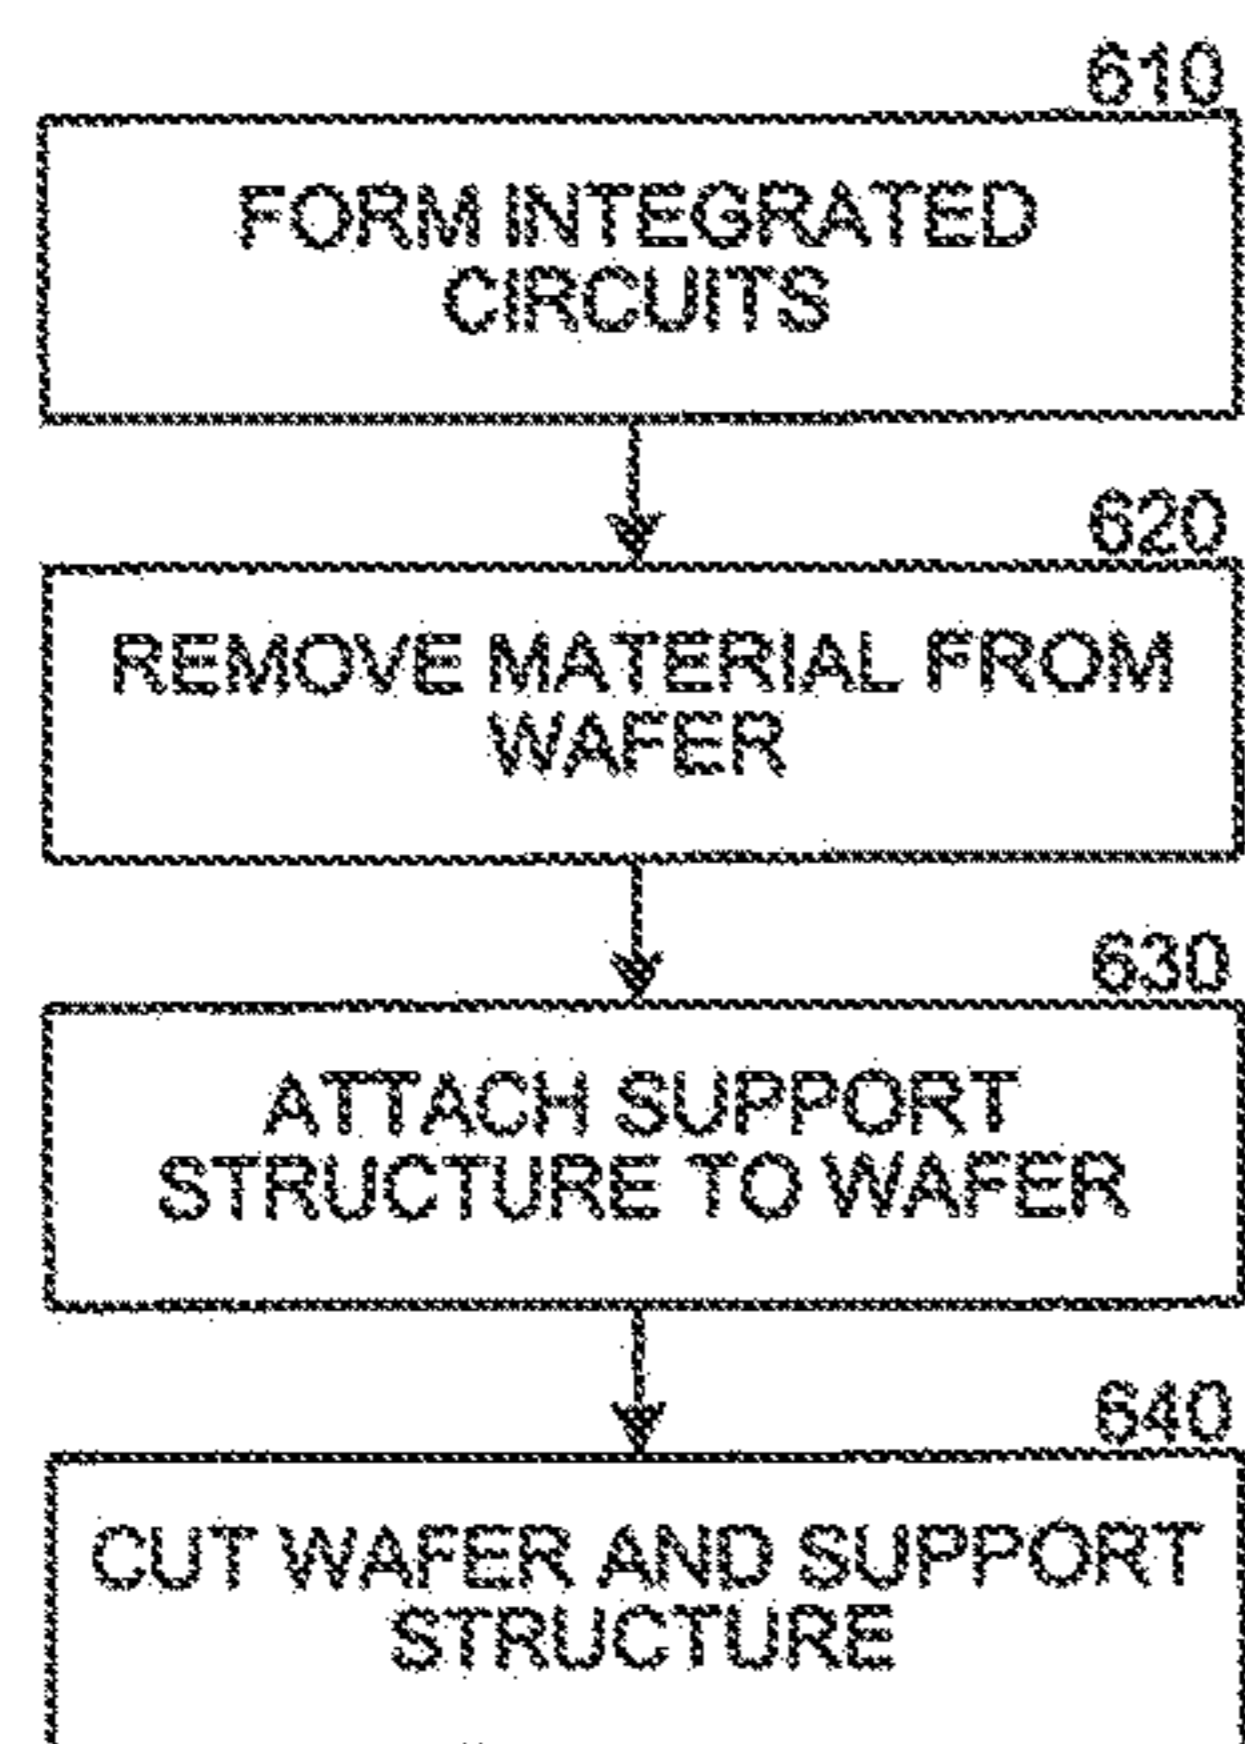 610
FORM INTEGRATED
CIRCUITS
620
REMOVE MATERIAL FROM
WAFER
630
ATTACH SUPPORT
STRUCTURE TO WAFER
640
CUT WAFER AND SUPPORT
STRUCTURE